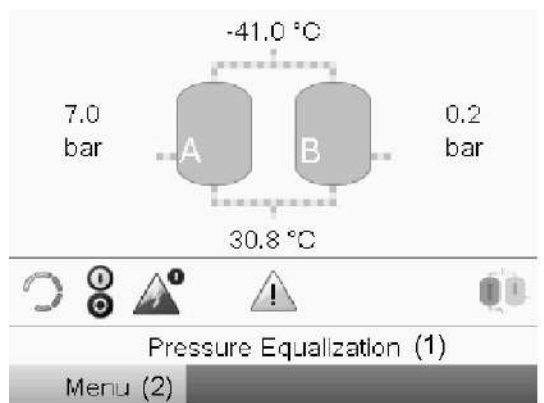 -41.0 °C
7.0
bar
0.2
bar
A
B
30.8 °C
Pressure Equalization (1)
Menu (2)